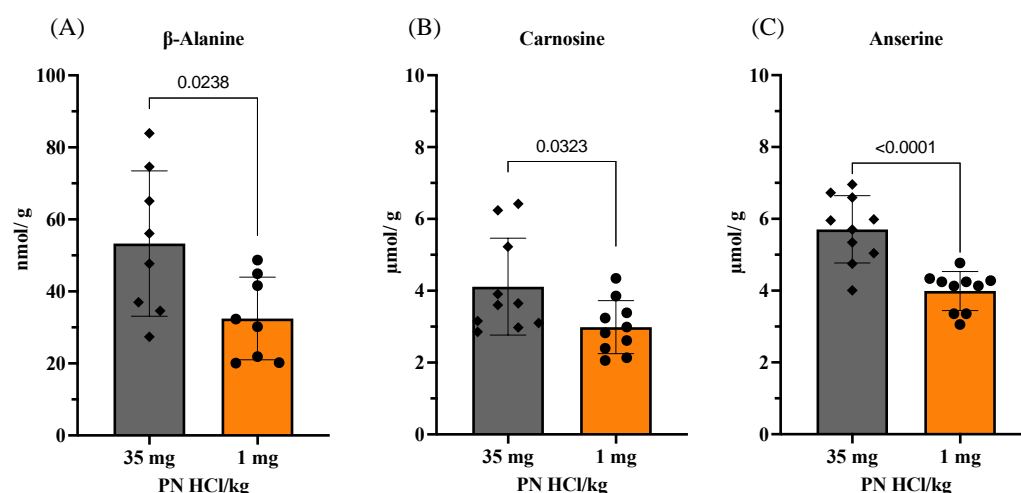 (A)
β-Alanine
100
80
60
40
20
0
nmol/ g
0.0238
35 mg 1 mg
PN HCl/kg
(B)
Carnosine
10
8
6
4
2
0
μmol/ g
0.0323
35 mg 1 mg
PN HCl/kg
(C)
Anserine
10
8
6
4
2
0
μmol/ g
<0.0001
35 mg 1 mg
PN HCl/kg